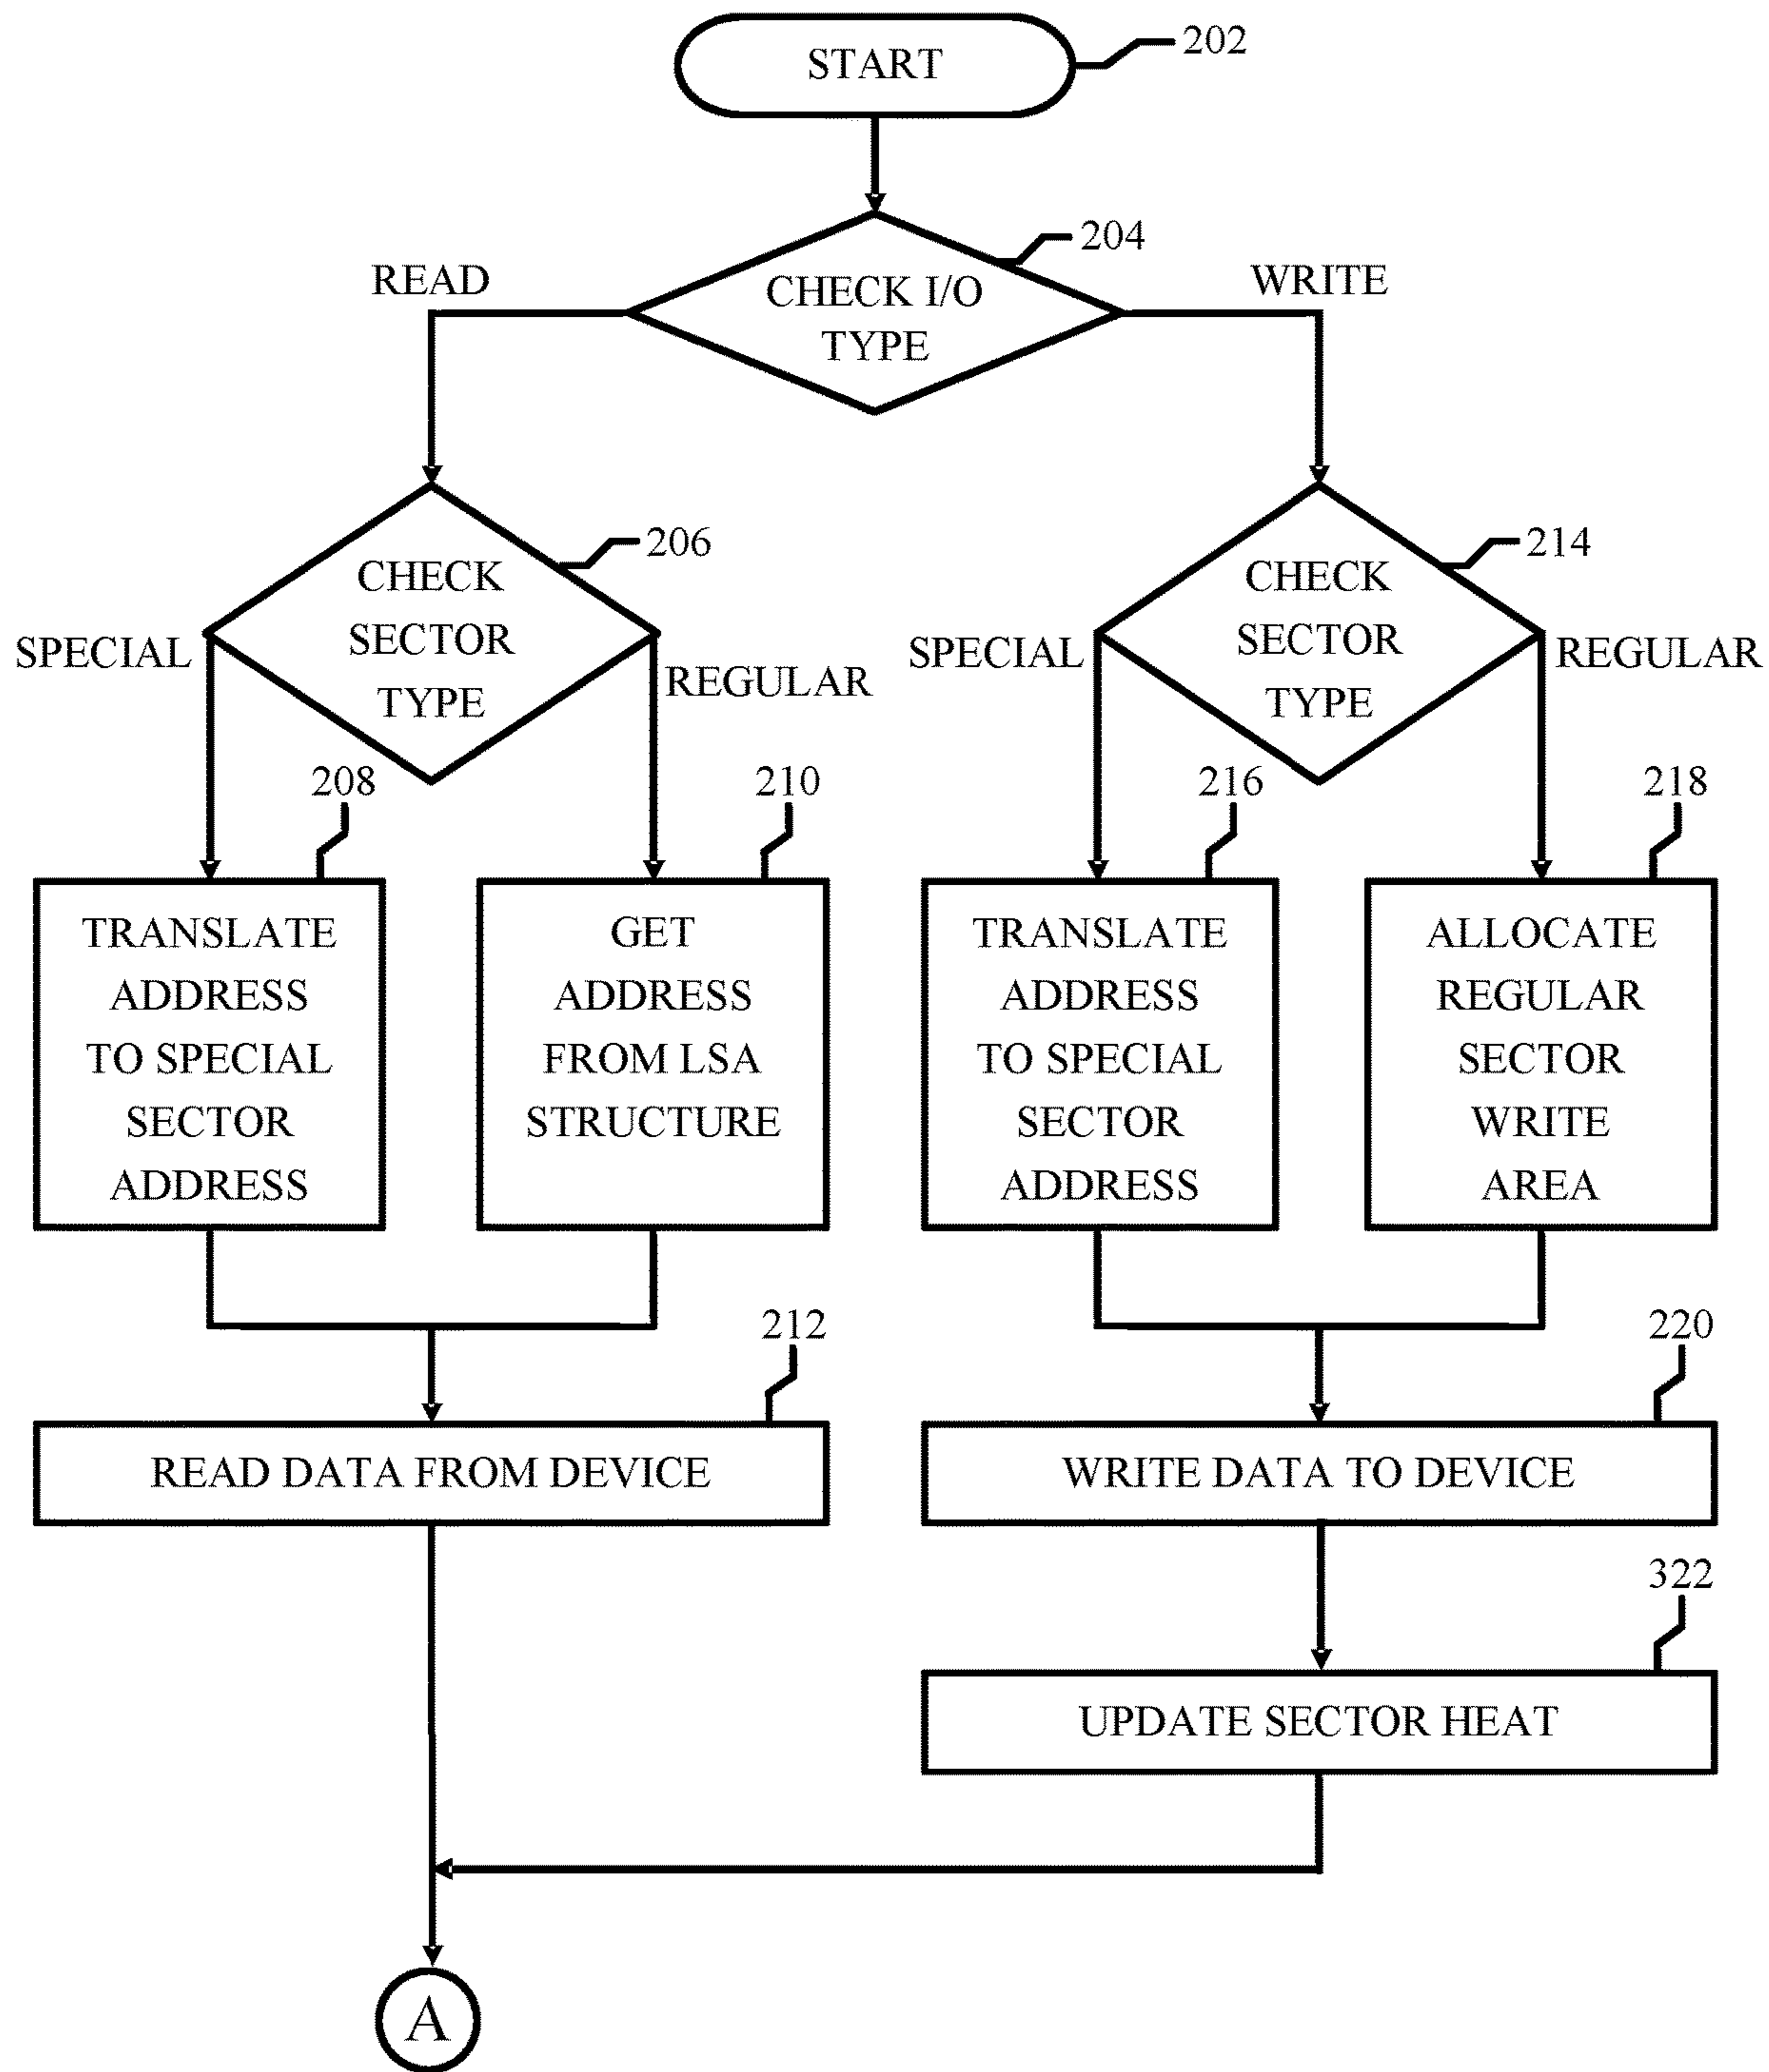 START
202
204
READ
CHECK I/O
TYPE
WRITE
206
CHECK
SECTOR
TYPE
SPECIAL
REGULAR
214
CHECK
SECTOR
TYPE
SPECIAL
REGULAR
208
TRANSLATE
ADDRESS
TO SPECIAL
SECTOR
ADDRESS
210
GET
ADDRESS
FROM LSA
STRUCTURE
216
TRANSLATE
ADDRESS
TO SPECIAL
SECTOR
ADDRESS
218
ALLOCATE
REGULAR
SECTOR
WRITE
AREA
212
READ DATA FROM DEVICE
220
WRITE DATA TO DEVICE
322
UPDATE SECTOR HEAT
A